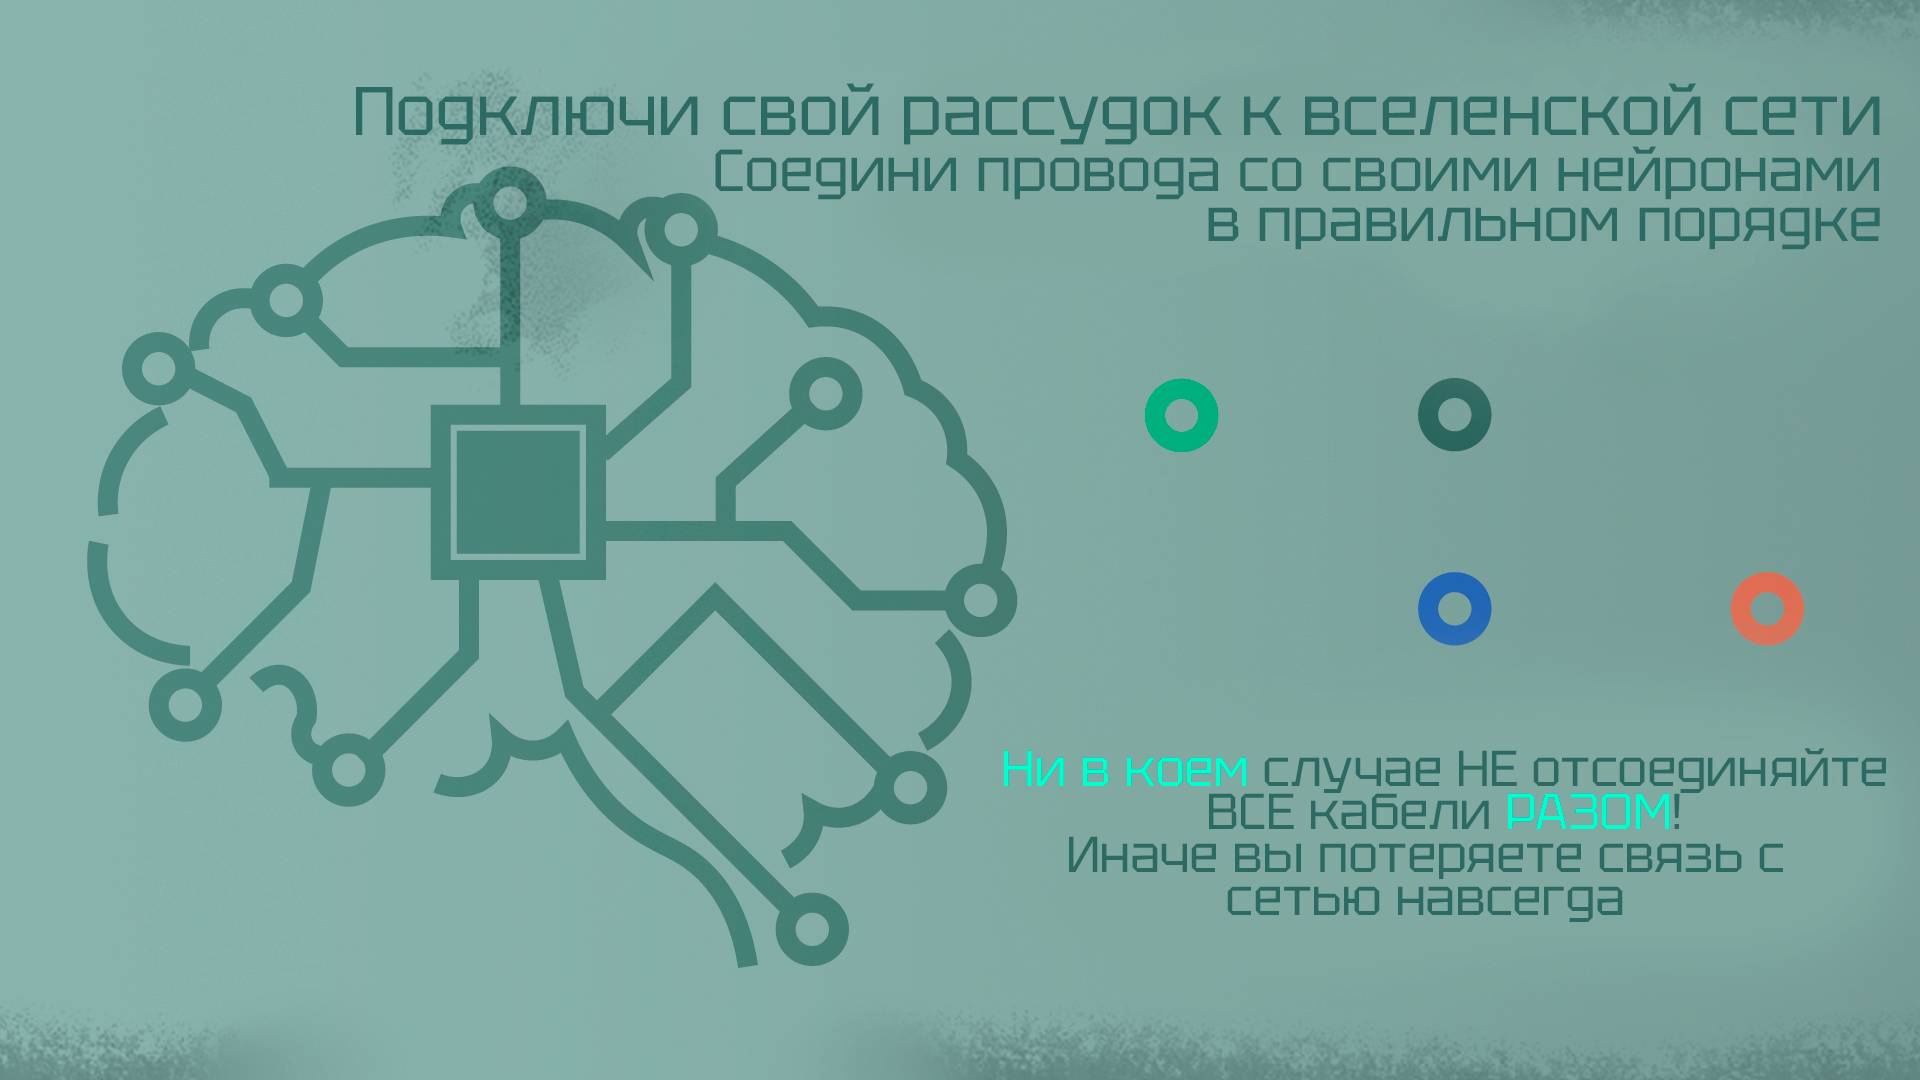 Подключи свой рассудок к вселенской сети
Соедини провода со своими нейронами
в правильном порядке
Ни в коем случае НЕ отсоединяйте
ВСЕ кабели РАЗОМ!
Иначе вы потеряете связь с
сетью навсегда